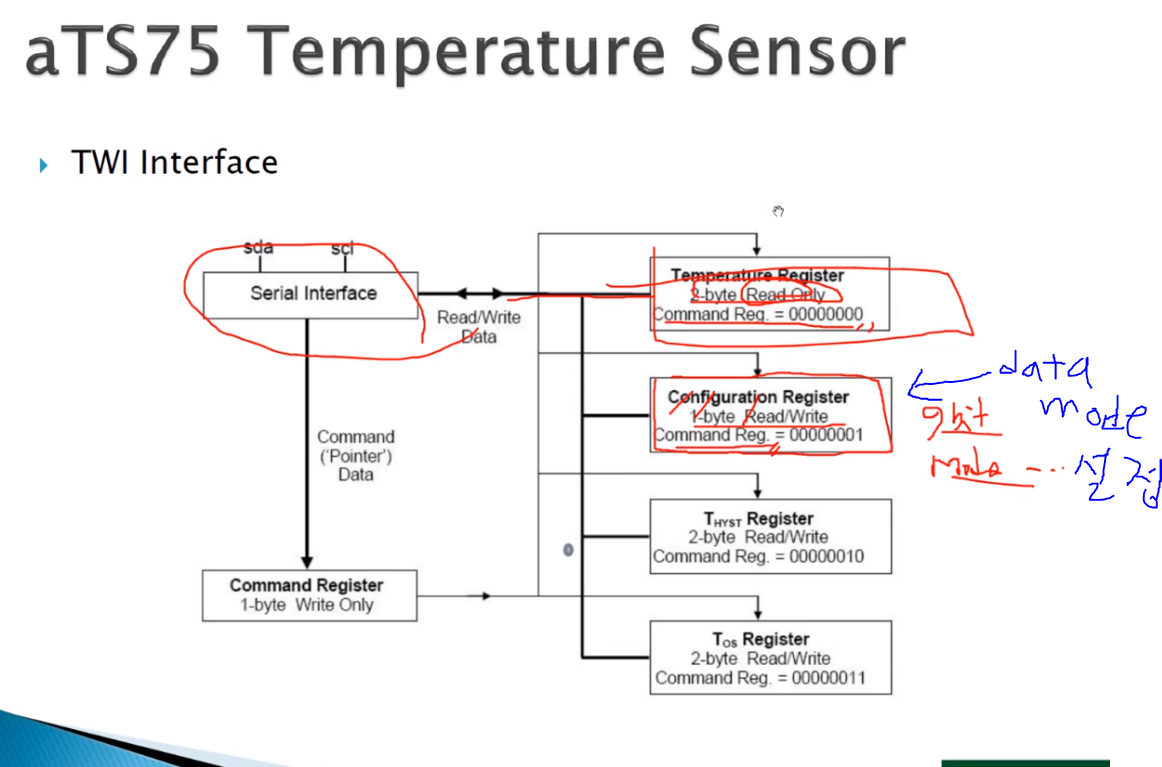 aTS75 Temperature Sensor
TWI Interface
sda scl
Serial Interface
Read/Write
Data
Command
('Pointer')
Data
Command Register
1-byte Write Only
Temperature Register
2-byte Read Only
Command Reg. = 00000000
Configuration Register
1-byte Read/Write
Command Reg. = 00000001
THYST Register
2-byte Read/Write
Command Reg. = 00000010
TOS Register
2-byte Read/Write
Command Reg. = 00000011
data
mode
설정
9bit
Mode ...